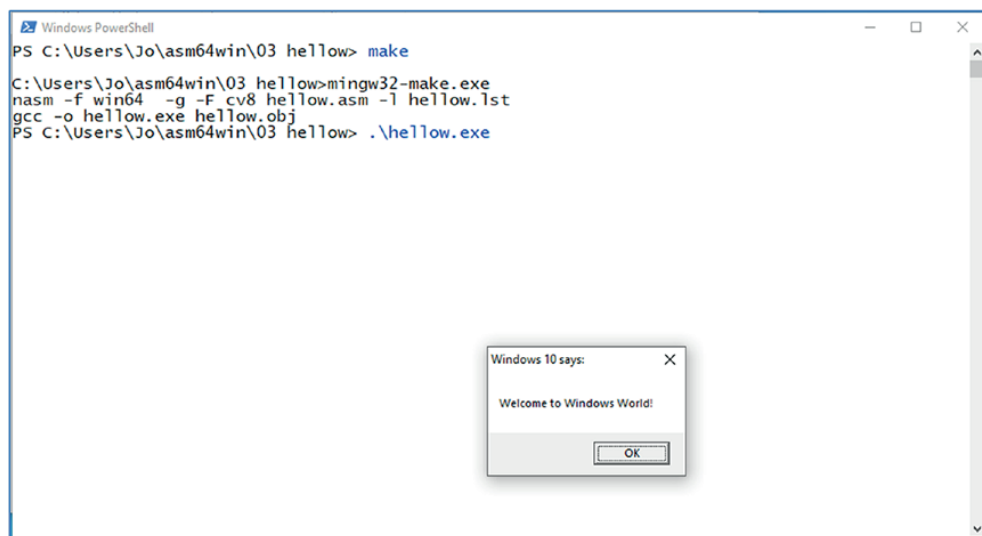 Windows PowerShell
PS C:\Users\Jo\asm64win\03 hellow> make
C:\Users\Jo\asm64win\03 hellow>mingw32-make.exe
nasm -f win64  -g -F cv8 hellow.asm -l hellow.lst
gcc -o hellow.exe hellow.obj
PS C:\Users\Jo\asm64win\03 hellow> .\hellow.exe
Windows 10 says:
Welcome to Windows World!
OK